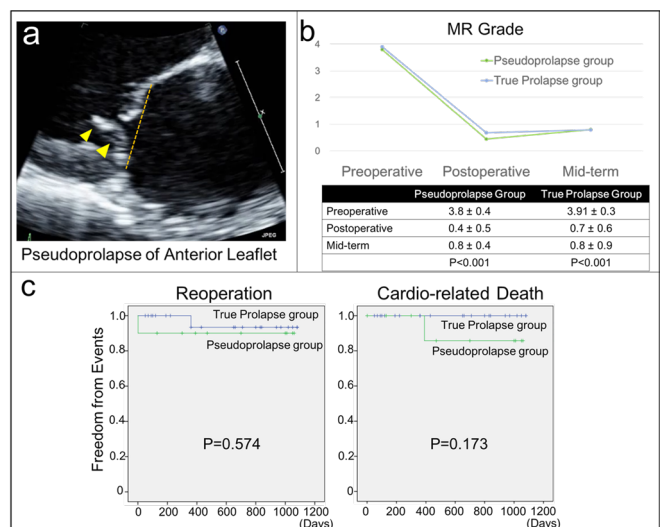 a
JPEG
Pseudoprolapse of Anterior Leaflet
b
MR Grade
4
3
2
1
0
Pseudoprolapse group
True Prolapse group
Preoperative Postoperative Mid-term
Pseudoprolapse Group True Prolapse Group
Preoperative 3.8 ± 0.4 3.91 ± 0.3
Postoperative 0.4 ± 0.5 0.7 ± 0.6
Mid-term 0.8 ± 0.4 0.8 ± 0.9
P<0.001 P<0.001
c
Reoperation
Freedom from Events
1.0
0.8
0.6
0.4
0.2
0
True Prolapse group
Pseudoprolapse group
P=0.574
0 200 400 600 800 1000 1200
(Days)
Cardio-related Death
1.0
0.8
0.6
0.4
0.2
0
True Prolapse group
Pseudoprolapse group
P=0.173
0 200 400 600 800 1000 1200
(Days)